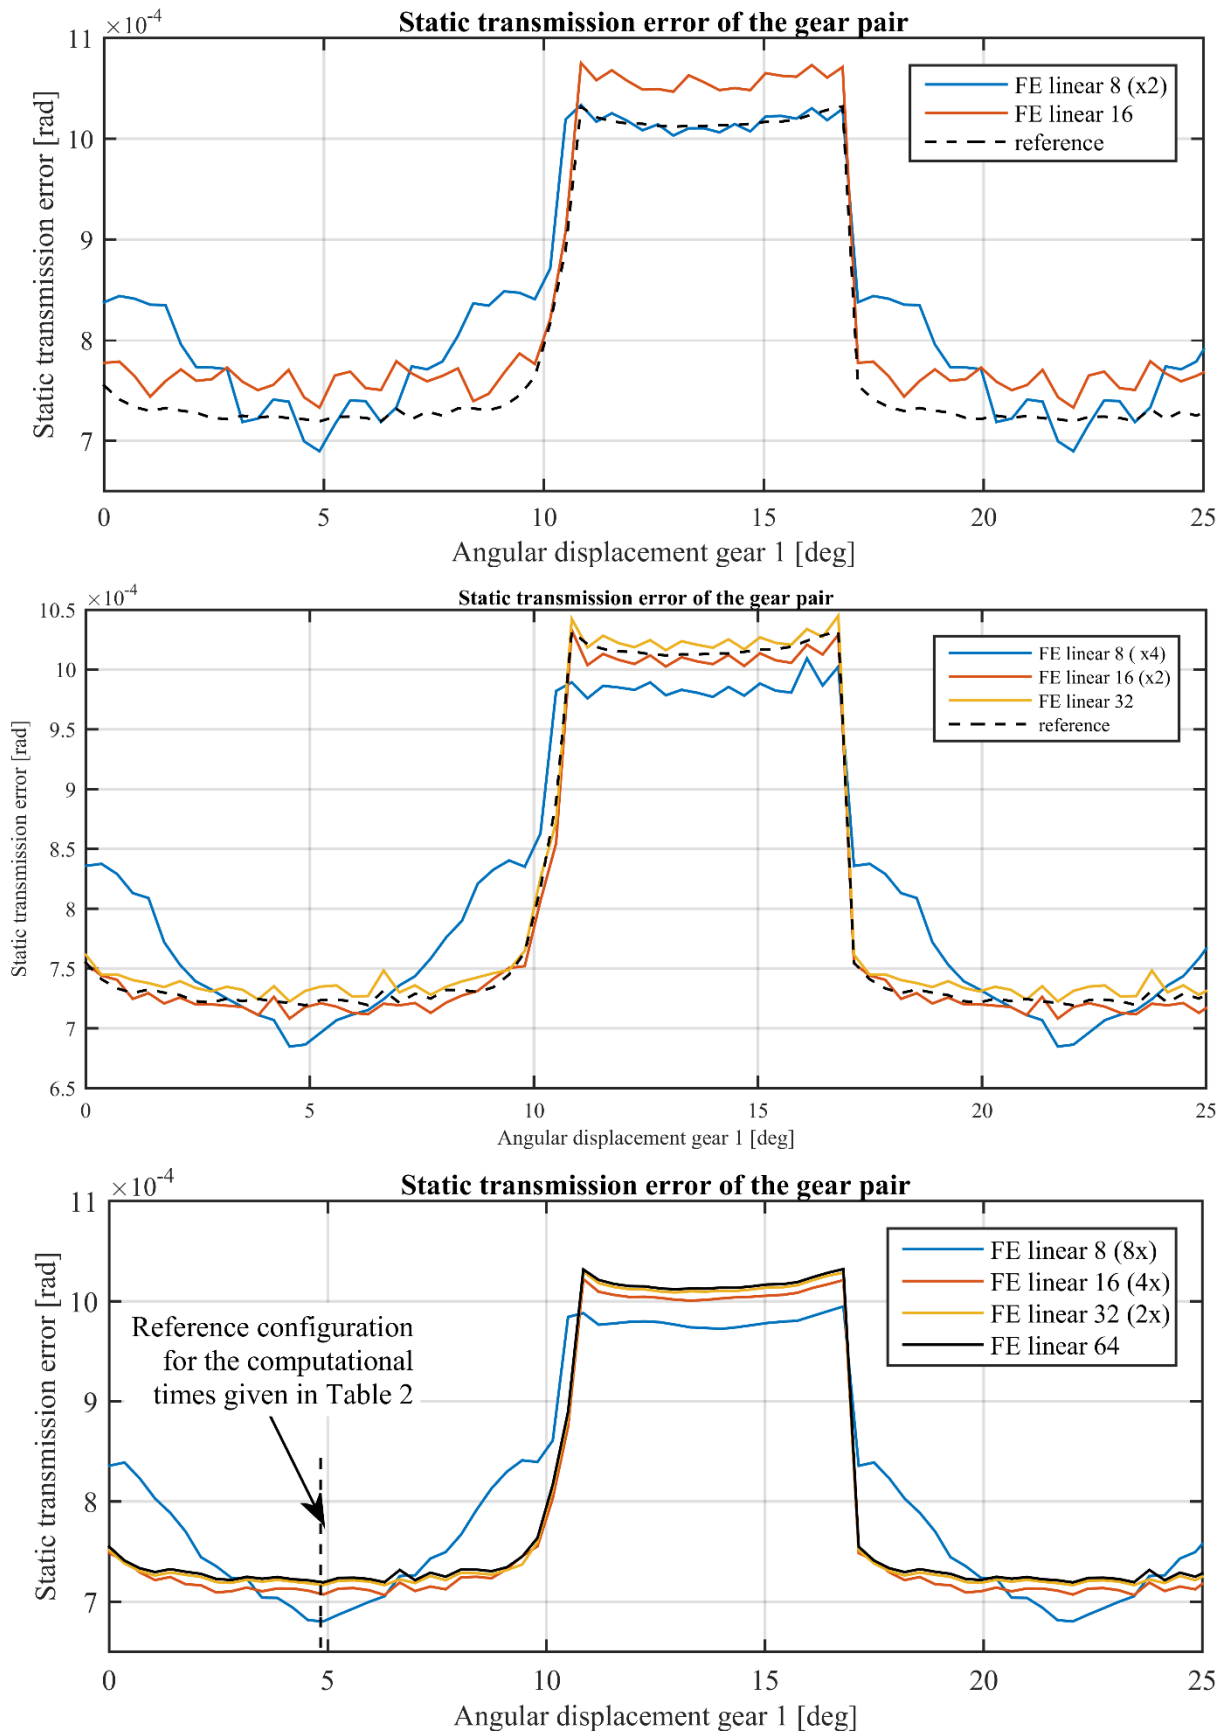 Static transmission error of the gear pair
×10⁻⁴
11
10
9
8
7
Static transmission error [rad]
FE linear 8 (x2)
FE linear 16
reference
0 5 10 15 20 25
Angular displacement gear 1 [deg]
Static transmission error of the gear pair
×10⁻⁴
10.5
10
9.5
9
8.5
8
7.5
7
6.5
Static transmission error [rad]
FE linear 8 ( x4)
FE linear 16 (x2)
FE linear 32
reference
0 5 10 15 20 25
Angular displacement gear 1 [deg]
Static transmission error of the gear pair
×10⁻⁴
11
10
9
8
7
Static transmission error [rad]
FE linear 8 (8x)
FE linear 16 (4x)
FE linear 32 (2x)
FE linear 64
Reference configuration
for the computational
times given in Table 2
0 5 10 15 20 25
Angular displacement gear 1 [deg]